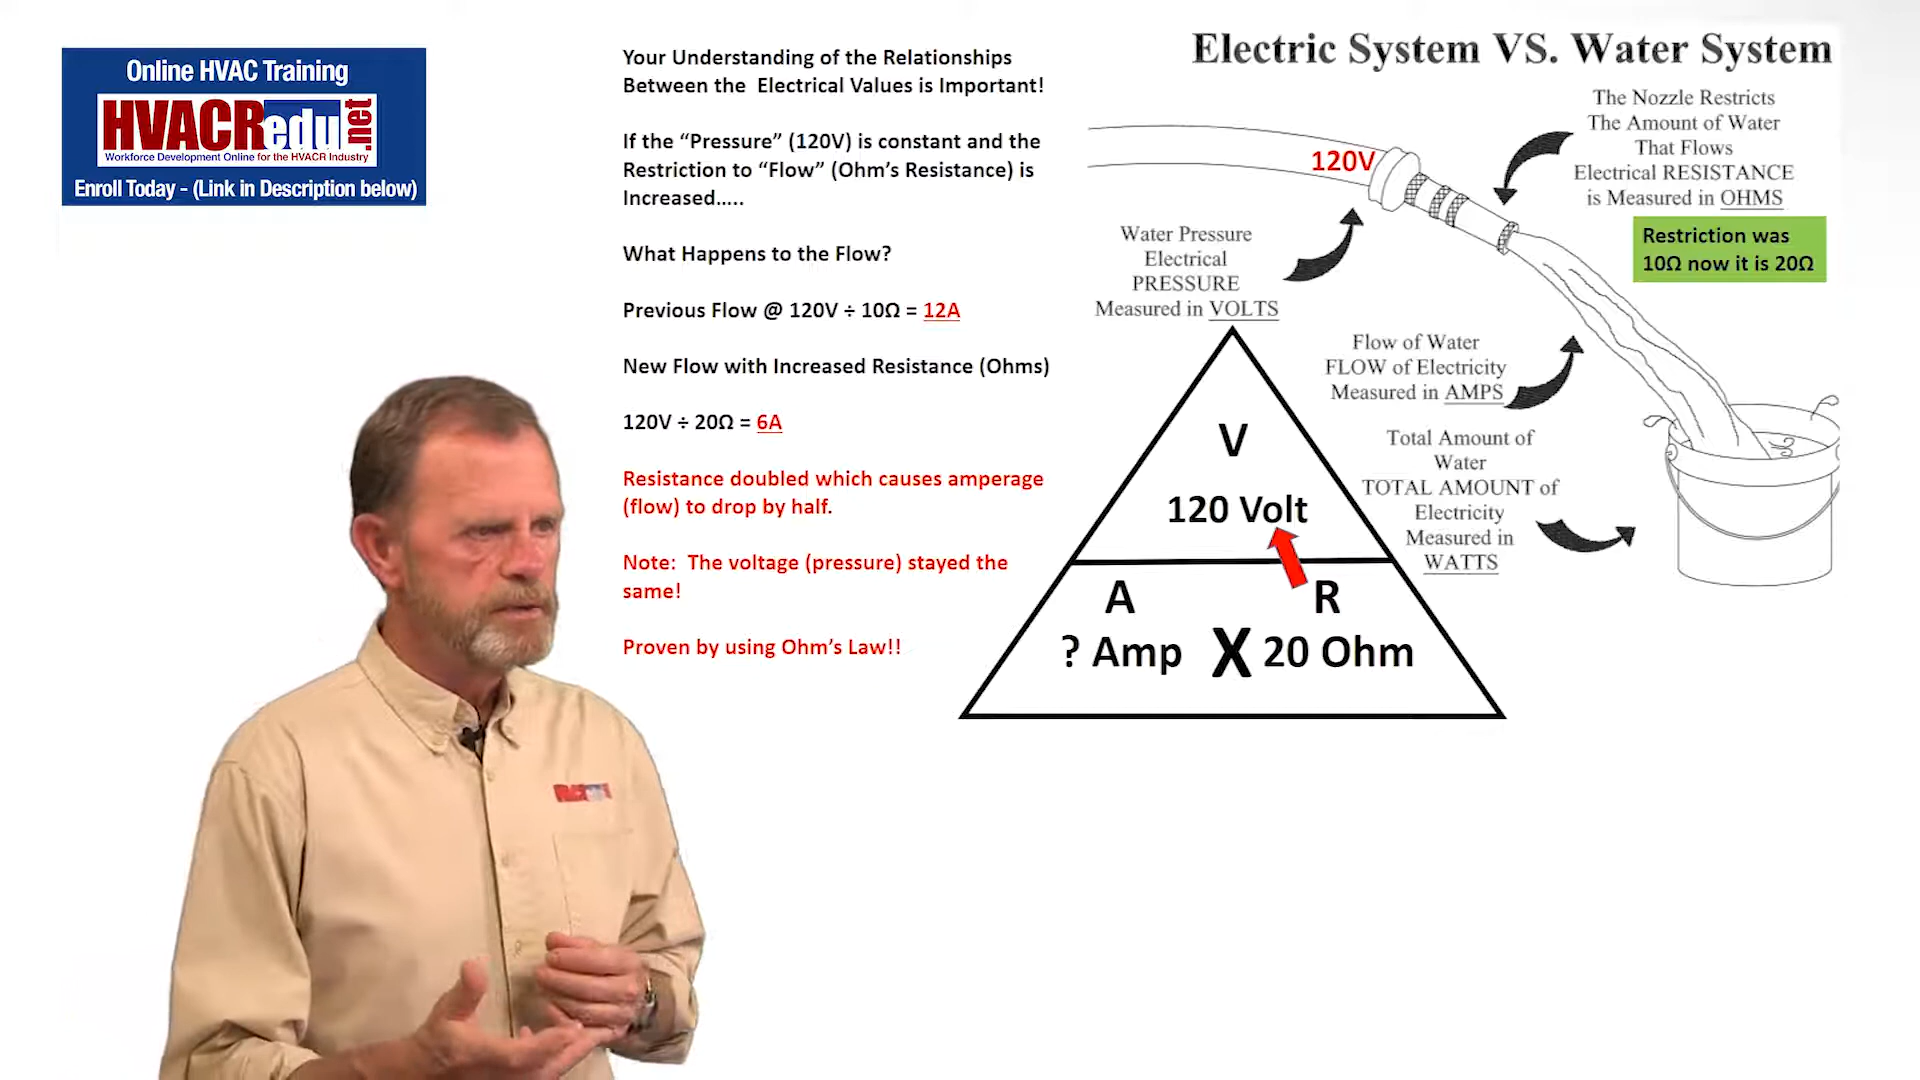 Online HVAC Training
HVACRedu.net
Workforce Development Online for the HVACR Industry
Enroll Today - (Link in Description below)
Your Understanding of the Relationships
Between the  Electrical Values is Important!
If the “Pressure” (120V) is constant and the
Restriction to “Flow” (Ohm’s Resistance) is
Increased…..
What Happens to the Flow?
Previous Flow @ 120V ÷ 10Ω = 12A
New Flow with Increased Resistance (Ohms)
120V ÷ 20Ω = 6A
Resistance doubled which causes amperage
(flow) to drop by half.
Note:  The voltage (pressure) stayed the
same!
Proven by using Ohm’s Law!!
Electric System VS. Water System
The Nozzle Restricts
The Amount of Water
That Flows
Electrical RESISTANCE
is Measured in OHMS
Restriction was
10Ω now it is 20Ω
120V
Water Pressure
Electrical
PRESSURE
Measured in VOLTS
Flow of Water
FLOW of Electricity
Measured in AMPS
Total Amount of
Water
TOTAL AMOUNT of
Electricity
Measured in
WATTS
V
120 Volt
A
R
? Amp X 20 Ohm